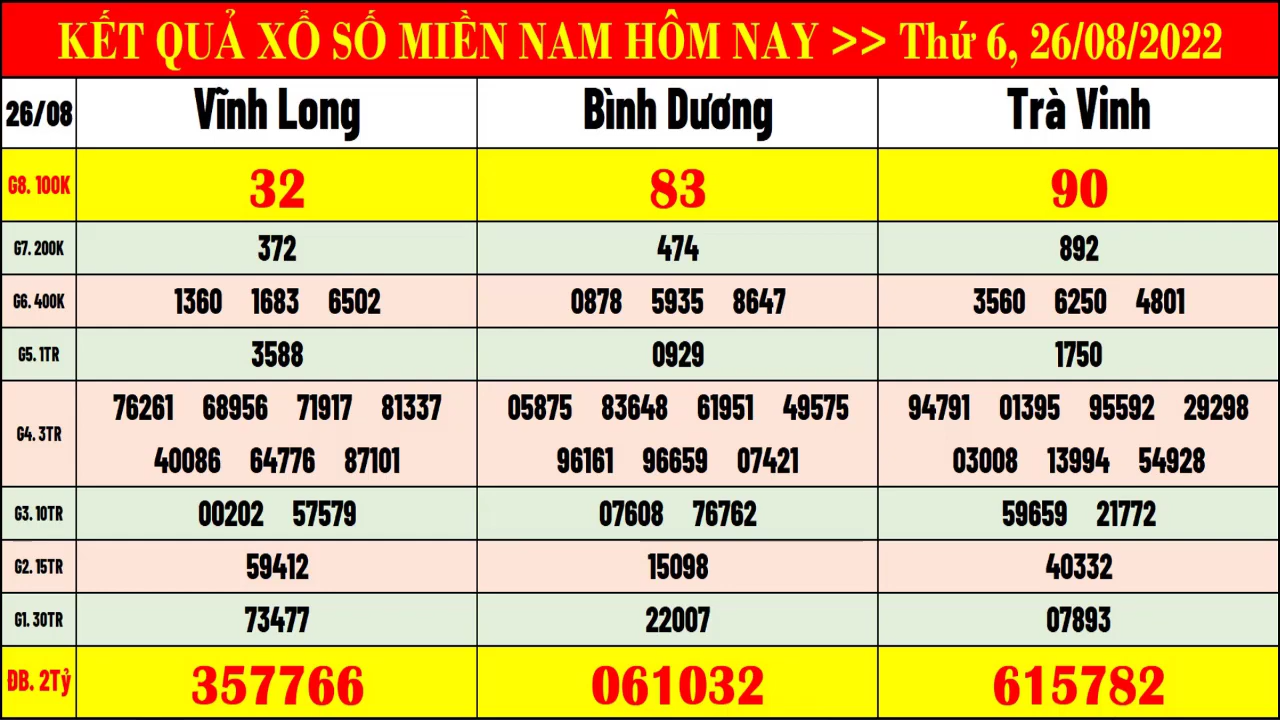 KẾT QUẢ XỔ SỐ MIỀN NAM HÔM NAY >> Thứ 6, 26/08/2022
26/08 Vĩnh Long Bình Dương Trà Vinh
G8. 100K 32 83 90
G7. 200K 372 474 892
G6. 400K 1360 1683 6502 0878 5935 8647 3560 6250 4801
G5. 1TR 3588 0929 1750
G4. 3TR 76261 68956 71917 81337 05875 83648 61951 49575 94791 01395 95592 29298
40086 64776 87101 96161 96659 07421 03008 13994 54928
G3. 10TR 00202 57579 07608 76762 59659 21772
G2. 15TR 59412 15098 40332
G1. 30TR 73477 22007 07893
ĐB. 2Tỷ 357766 061032 615782